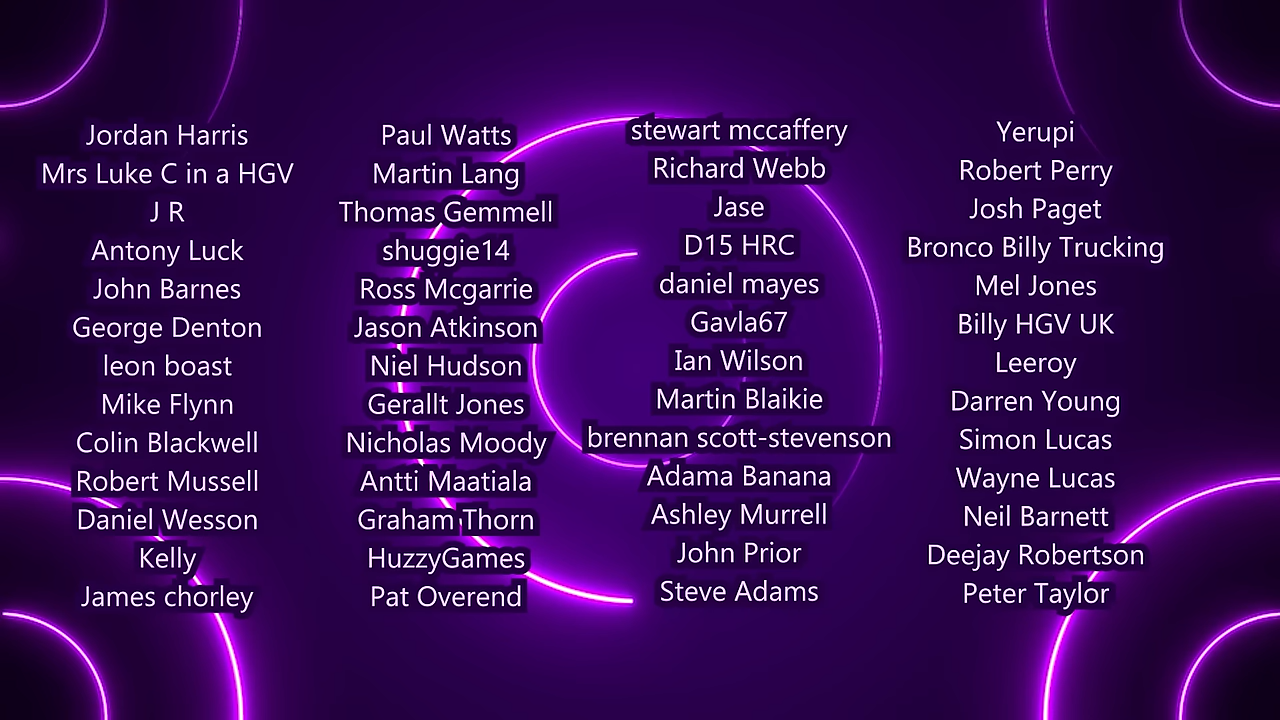 Jordan Harris
Mrs Luke C in a HGV
J R
Antony Luck
John Barnes
George Denton
leon boast
Mike Flynn
Colin Blackwell
Robert Mussell
Daniel Wesson
Kelly
James chorley
Paul Watts
Martin Lang
Thomas Gemmell
shuggie14
Ross Mcgarrie
Jason Atkinson
Niel Hudson
Gerallt Jones
Nicholas Moody
Antti Maatiala
Graham Thorn
HuzzyGames
Pat Overend
stewart mccaffery
Richard Webb
Jase
D15 HRC
daniel mayes
Gavla67
Ian Wilson
Martin Blaikie
brennan scott-stevenson
Adama Banana
Ashley Murrell
John Prior
Steve Adams
Yerupi
Robert Perry
Josh Paget
Bronco Billy Trucking
Mel Jones
Billy HGV UK
Leeroy
Darren Young
Simon Lucas
Wayne Lucas
Neil Barnett
Deejay Robertson
Peter Taylor